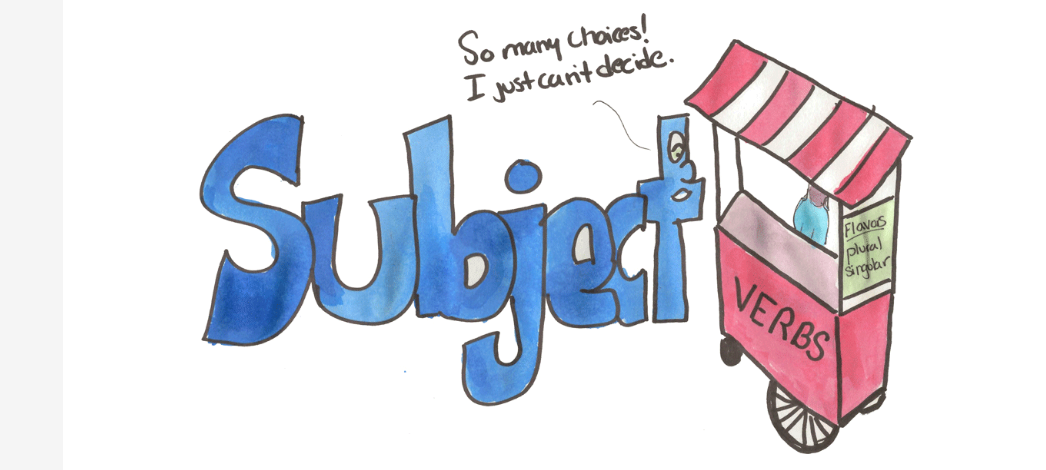 So many choices!
I just can't decide.
Subject
Flavors
plural
singular
VERBS